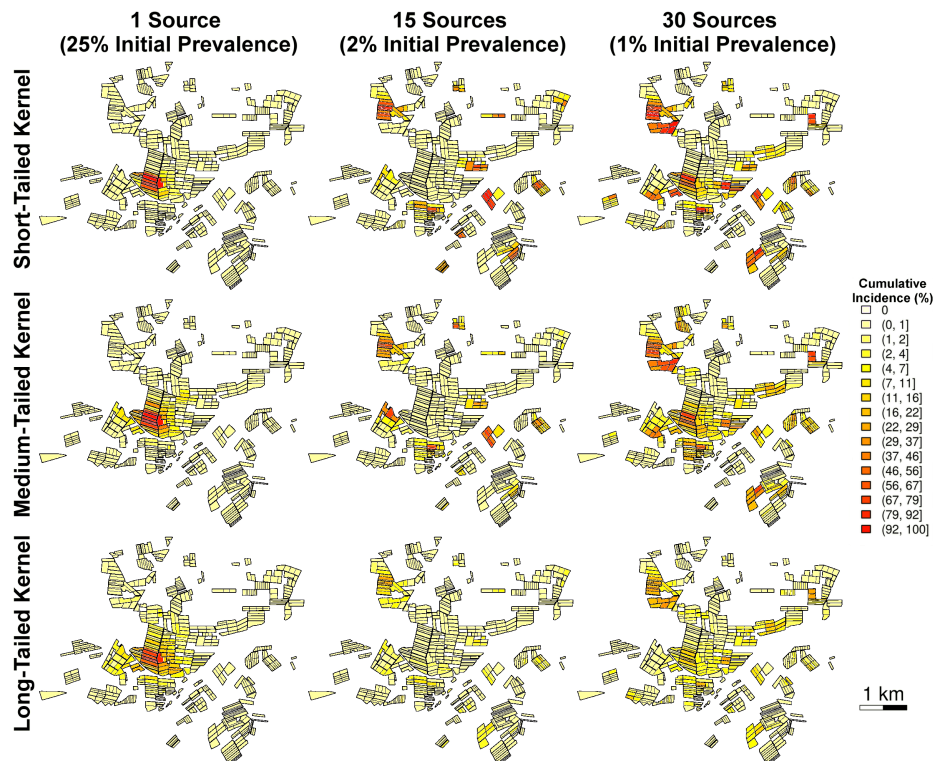 1 Source
(25% Initial Prevalence)
15 Sources
(2% Initial Prevalence)
30 Sources
(1% Initial Prevalence)
Short-Tailed Kernel
Medium-Tailed Kernel
Long-Tailed Kernel
Cumulative
Incidence (%)
0
(0, 1]
(1, 2]
(2, 4]
(4, 7]
(7, 11]
(11, 16]
(16, 22]
(22, 29]
(29, 37]
(37, 46]
(46, 56]
(56, 67]
(67, 79]
(79, 92]
(92, 100]
1 km